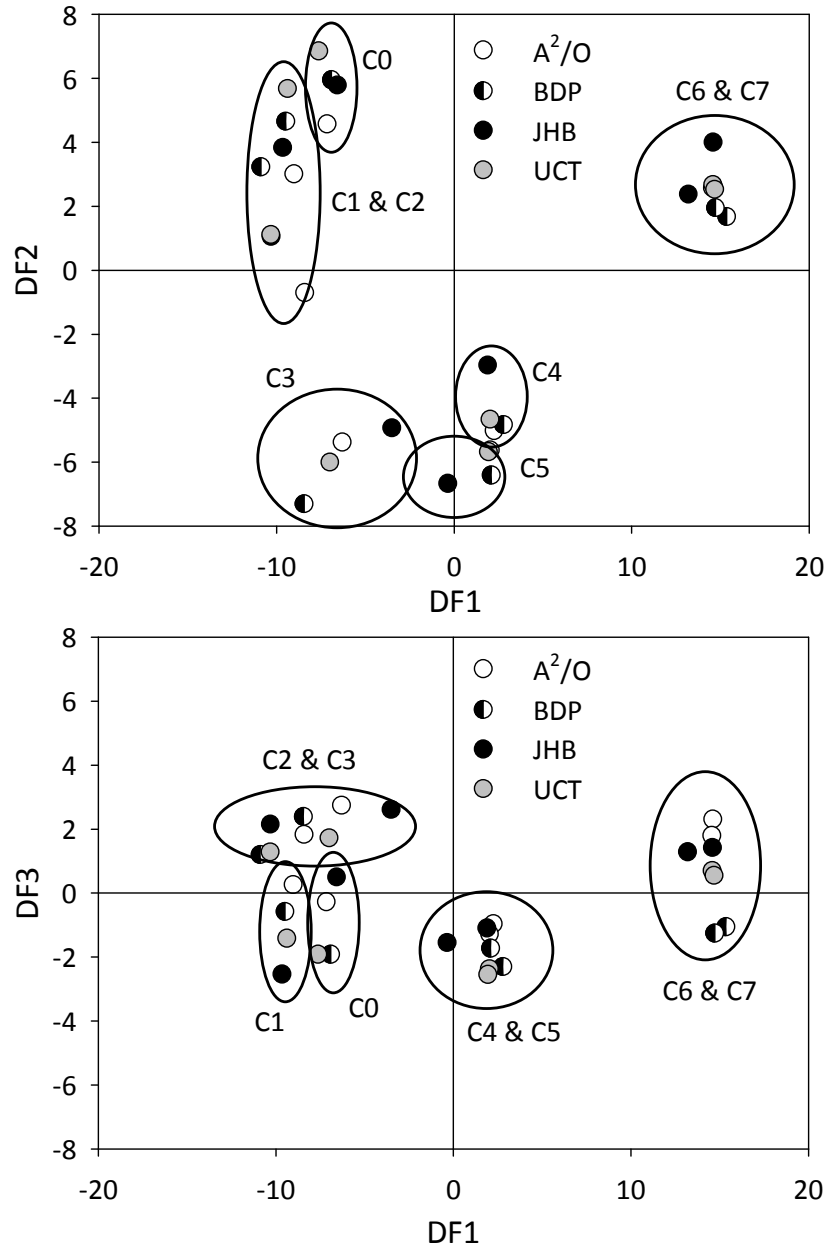 8
6
4
2
0
-2
-4
-6
-8
DF2
C0
A²/O
BDP
JHB
UCT
C6 & C7
C1 & C2
C3
C4
C5
-20 -10 0 10 20
DF1
8
6
4
2
0
-2
-4
-6
-8
DF3
A²/O
BDP
JHB
UCT
C2 & C3
C1
C0
C4 & C5
C6 & C7
-20 -10 0 10 20
DF1